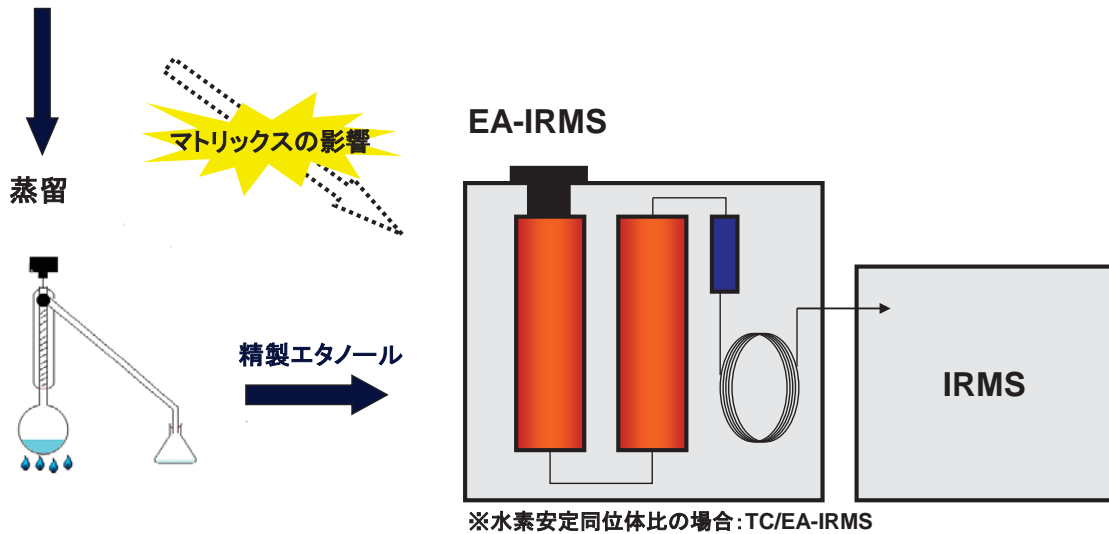 マトリックスの影響
EA-IRMS
蒸留
精製エタノール
IRMS
※水素安定同位体比の場合:TC/EA-IRMS